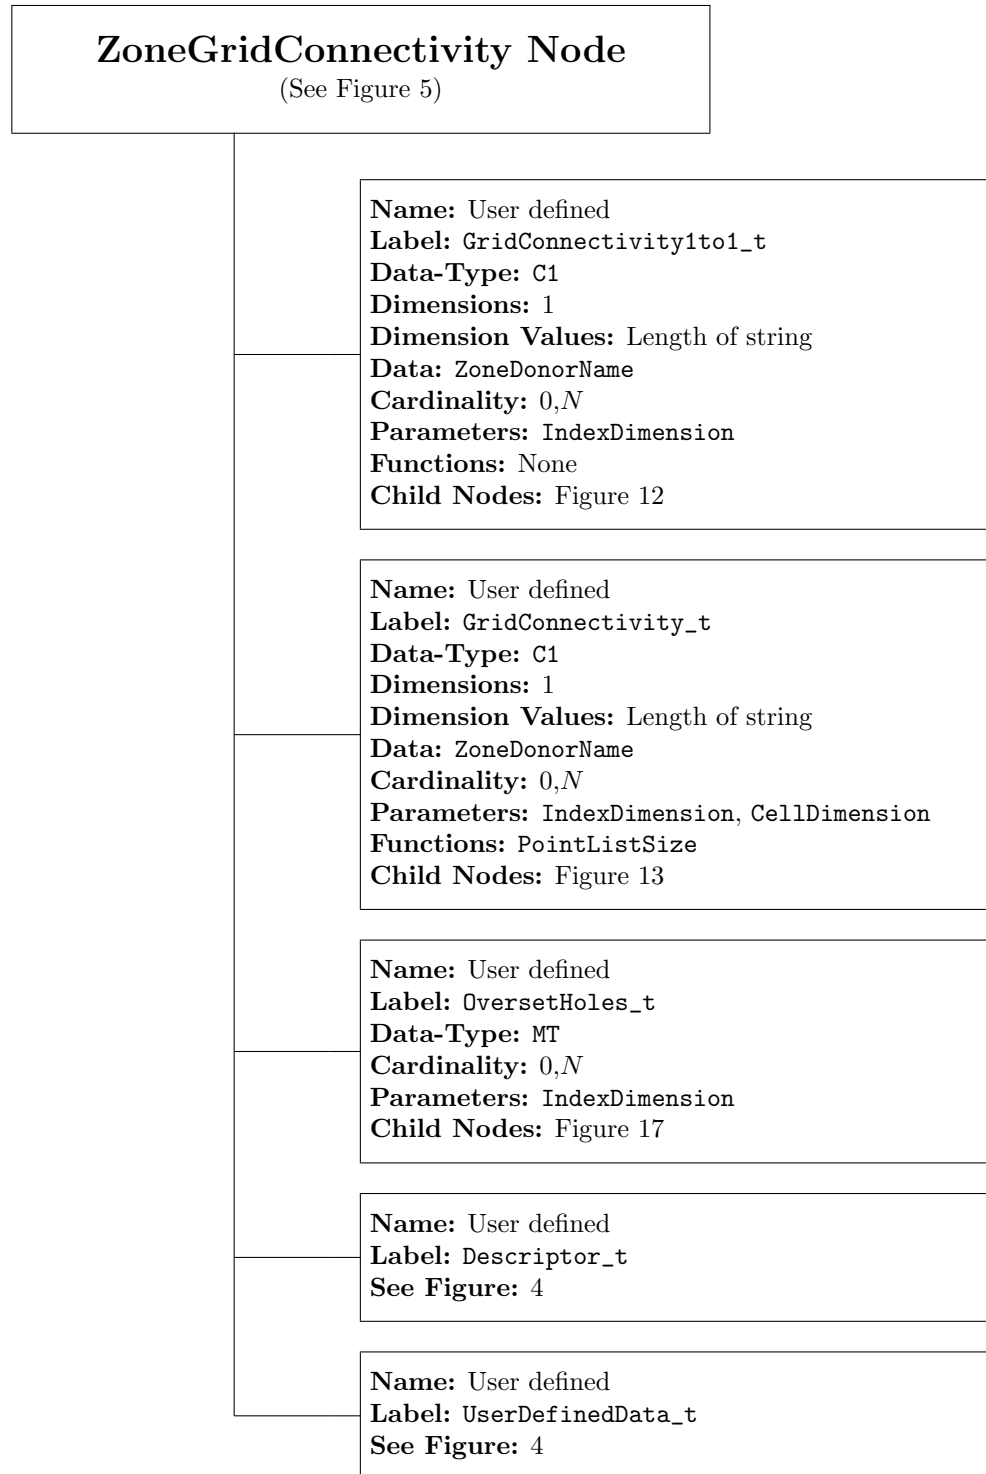 ZoneGridConnectivity Node
(See Figure 5)
Name: User defined
Label: GridConnectivity1to1_t
Data-Type: C1
Dimensions: 1
Dimension Values: Length of string
Data: ZoneDonorName
Cardinality: 0,N
Parameters: IndexDimension
Functions: None
Child Nodes: Figure 12
Name: User defined
Label: GridConnectivity_t
Data-Type: C1
Dimensions: 1
Dimension Values: Length of string
Data: ZoneDonorName
Cardinality: 0,N
Parameters: IndexDimension, CellDimension
Functions: PointListSize
Child Nodes: Figure 13
Name: User defined
Label: OversetHoles_t
Data-Type: MT
Cardinality: 0,N
Parameters: IndexDimension
Child Nodes: Figure 17
Name: User defined
Label: Descriptor_t
See Figure: 4
Name: User defined
Label: UserDefinedData_t
See Figure: 4